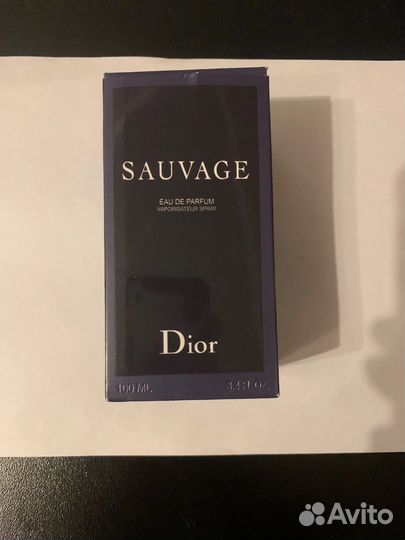 SAUVAGE
EAU DE PARFUM
VAPORISATEUR SPRAY
Dior
100 ML
3.4 FL.OZ.
Avito